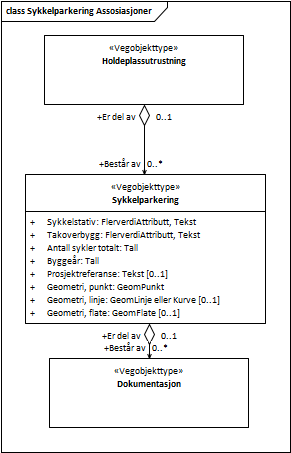 class Sykkelparkering Assosiasjoner
«Vegobjekttype»
Holdeplassutrustning
+Er del av 0..1
+Består av 0..*
«Vegobjekttype»
Sykkelparkering
+ Sykkelstativ: FlerverdiAttributt, Tekst
+ Takoverbygg: FlerverdiAttributt, Tekst
+ Antall sykler totalt: Tall
+ Byggeår: Tall
+ Prosjektreferanse: Tekst [0..1]
+ Geometri, punkt: GeomPunkt
+ Geometri, linje: GeomLinje eller Kurve [0..1]
+ Geometri, flate: GeomFlate [0..1]
+Er del av 0..1
+Består av 0..*
«Vegobjekttype»
Dokumentasjon